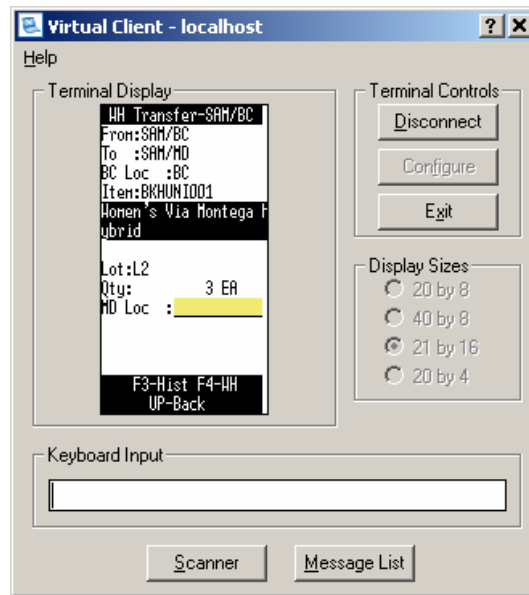 Virtual Client - localhost
Help
Terminal Display
WH Transfer-SAM/BC
From:SAM/BC
To  :SAM/MD
BC Loc  :BC
Item:BKHUNI001
Women's Via Montega H
ybrid
Lot:L2
Qty:        3 EA
MD Loc  :
F3-Hist F4-WH
UP-Back
Terminal Controls
Disconnect
Configure
Exit
Display Sizes
20 by 8
40 by 8
21 by 16
20 by 4
Keyboard Input
Scanner
Message List